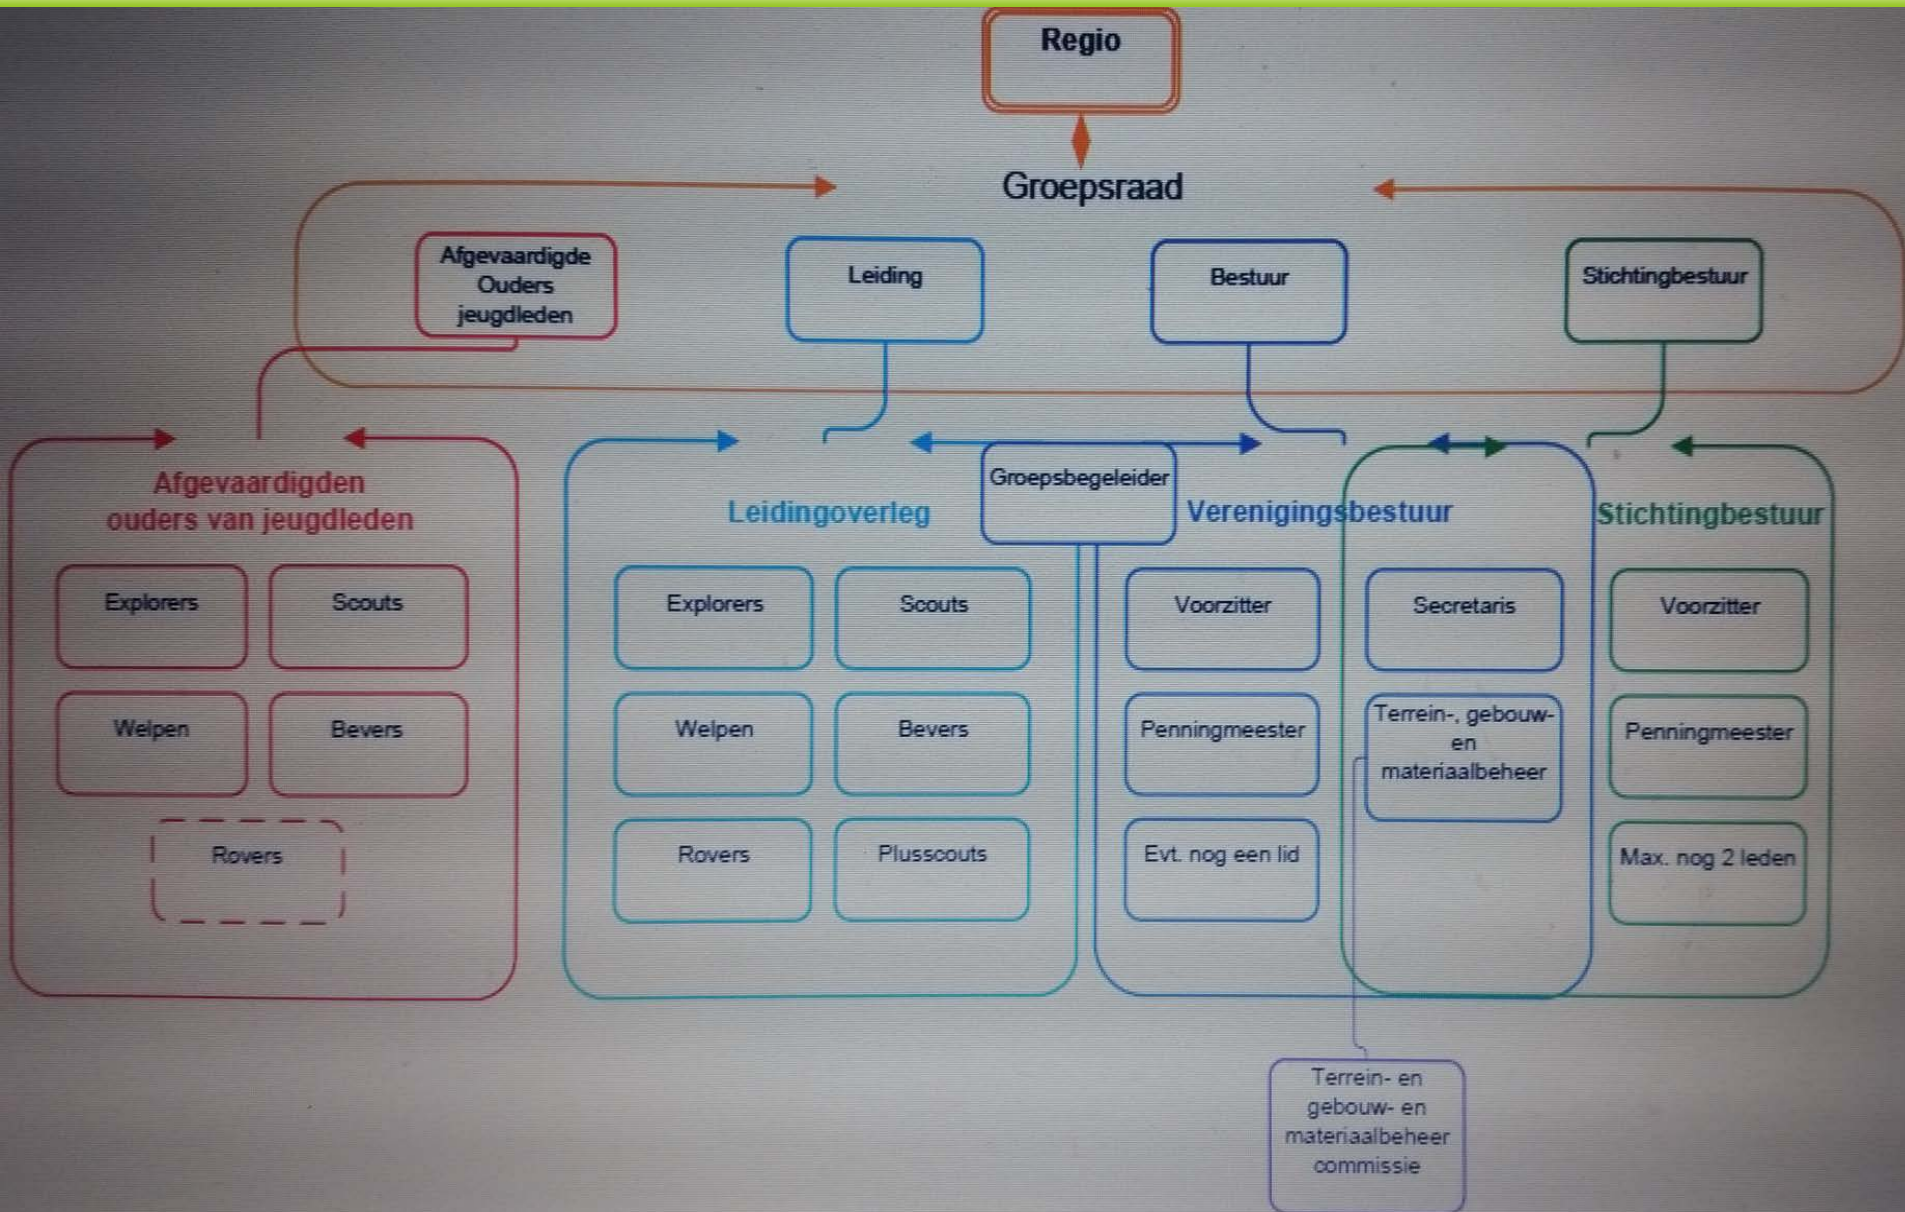 Regio
Groepsraad
Afgevaardigde
Ouders
jeugdleden
Leiding
Bestuur
Stichtingbestuur
Afgevaardigden
ouders van jeugdleden
Explorers
Scouts
Welpen
Bevers
Rovers
Leidingoverleg
Explorers
Scouts
Welpen
Bevers
Rovers
Plusscouts
Groepsbegeleider
Verenigingsbestuur
Voorzitter
Secretaris
Penningmeester
Terrein-, gebouw-
en
materiaalbeheer
Evt. nog een lid
Stichtingbestuur
Voorzitter
Penningmeester
Max. nog 2 leden
Terrein- en
gebouw- en
materiaalbeheer
commissie